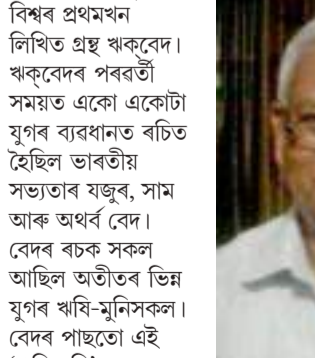 বিশ্বৰ প্ৰথমখন
লিখিত গ্ৰন্থ ঋক্‌বেদ।
ঋক্‌বেদৰ পৰৱৰ্তী
সময়ত একো একোটা
যুগৰ ব্যৱধানত ৰচিত
হৈছিল ভাৰতীয়
সভ্যতাৰ যজুৰ, সাম
আৰু অথৰ্ব বেদ।
বেদৰ ৰচক সকল
আছিল অতীতৰ ভিন্ন
যুগৰ ঋষি-মুনিসকল।
বেদৰ পাছতো এই